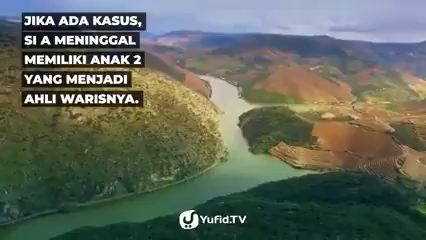 JIKA ADA KASUS,
SI A MENINGGAL
MEMILIKI ANAK 2
YANG MENJADI
AHLI WARISNYA.
YUFID.TV